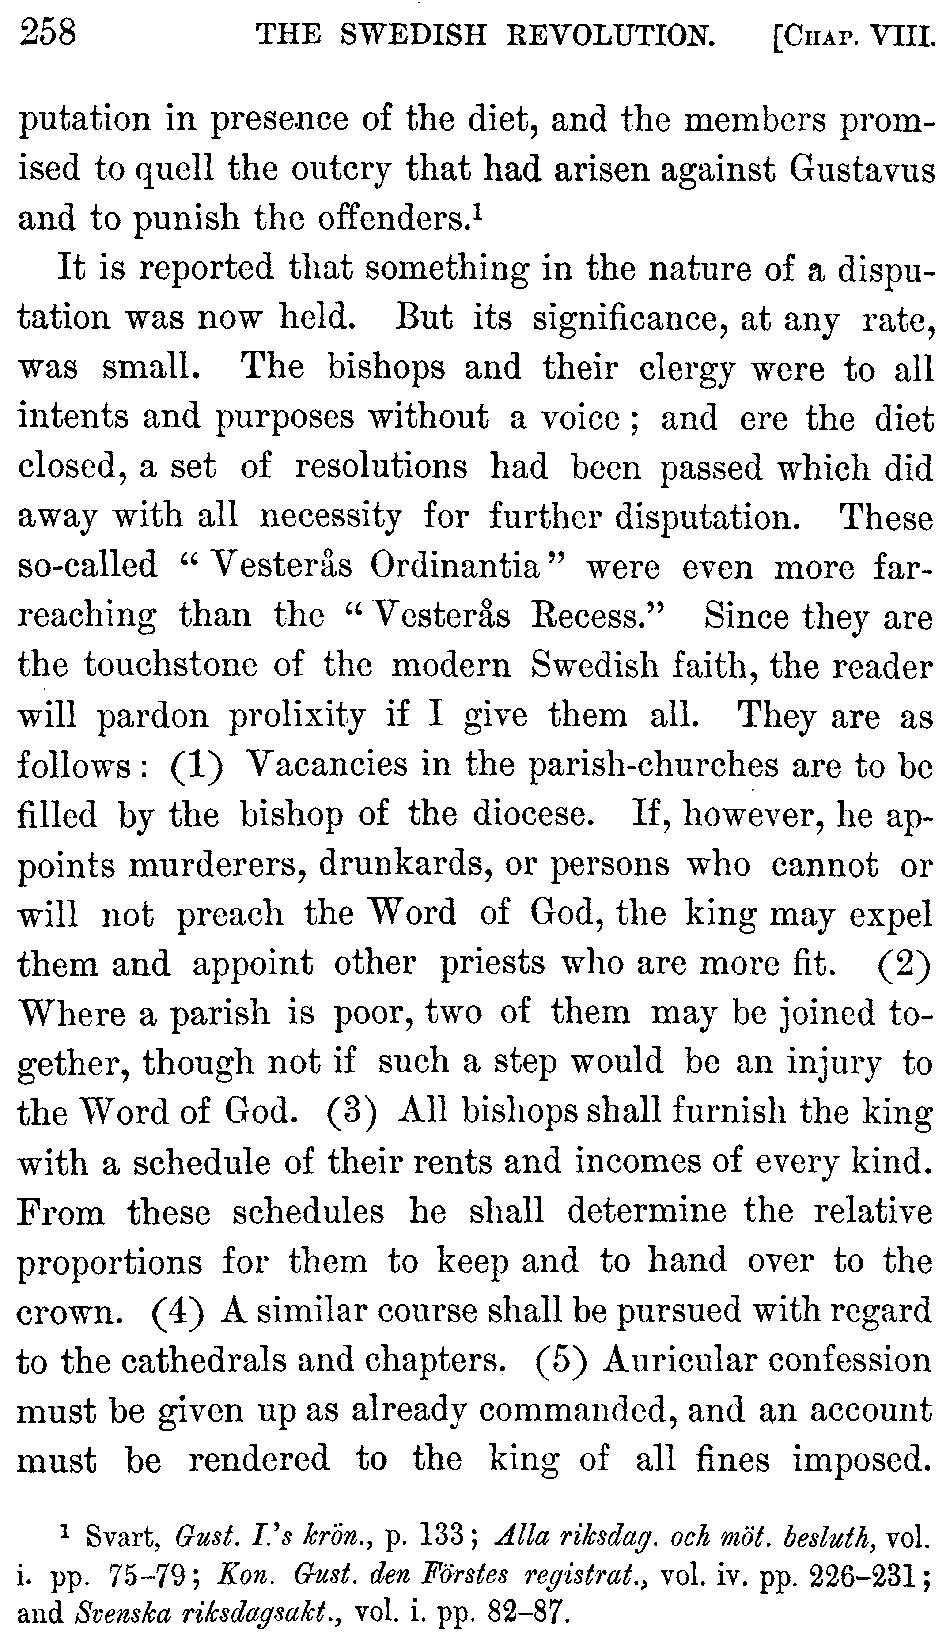 258 THE SWEDISH REVOLUTION. [CHAP. VIII.
putation in presence of the diet, and the members prom-
ised to quell the outcry that had arisen against Gustavus
and to punish the offenders.¹
It is reported that something in the nature of a dispu-
tation was now held. But its significance, at any rate,
was small. The bishops and their clergy were to all
intents and purposes without a voice ; and ere the diet
closed, a set of resolutions had been passed which did
away with all necessity for further disputation. These
so-called “ Vesterås Ordinantia” were even more far-
reaching than the “ Vesterås Recess.” Since they are
the touchstone of the modern Swedish faith, the reader
will pardon prolixity if I give them all. They are as
follows : (1) Vacancies in the parish-churches are to be
filled by the bishop of the diocese. If, however, he ap-
points murderers, drunkards, or persons who cannot or
will not preach the Word of God, the king may expel
them and appoint other priests who are more fit. (2)
Where a parish is poor, two of them may be joined to-
gether, though not if such a step would be an injury to
the Word of God. (3) All bishops shall furnish the king
with a schedule of their rents and incomes of every kind.
From these schedules he shall determine the relative
proportions for them to keep and to hand over to the
crown. (4) A similar course shall be pursued with regard
to the cathedrals and chapters. (5) Auricular confession
must be given up as already commanded, and an account
must be rendered to the king of all fines imposed.
¹ Svart, Gust. I.'s krön., p. 133 ; Alla riksdag. och möt. besluth, vol.
i. pp. 75–79 ; Kon. Gust. den Förstes registrat., vol. iv. pp. 226–231 ;
and Svenska riksdagsakt., vol. i. pp. 82–87.